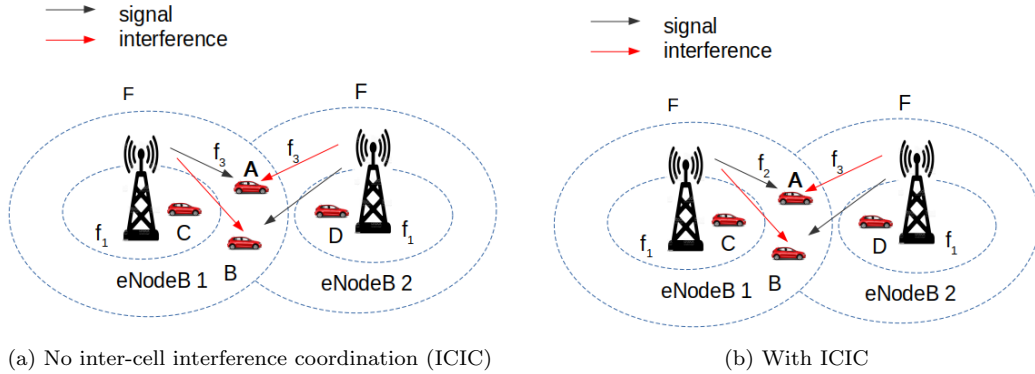 signal
interference
F
F
f3
f3
A
f1
C
D
f1
B
eNodeB 1
eNodeB 2
(a) No inter-cell interference coordination (ICIC)
signal
interference
F
F
f2
f3
A
f1
C
D
f1
B
eNodeB 1
eNodeB 2
(b) With ICIC